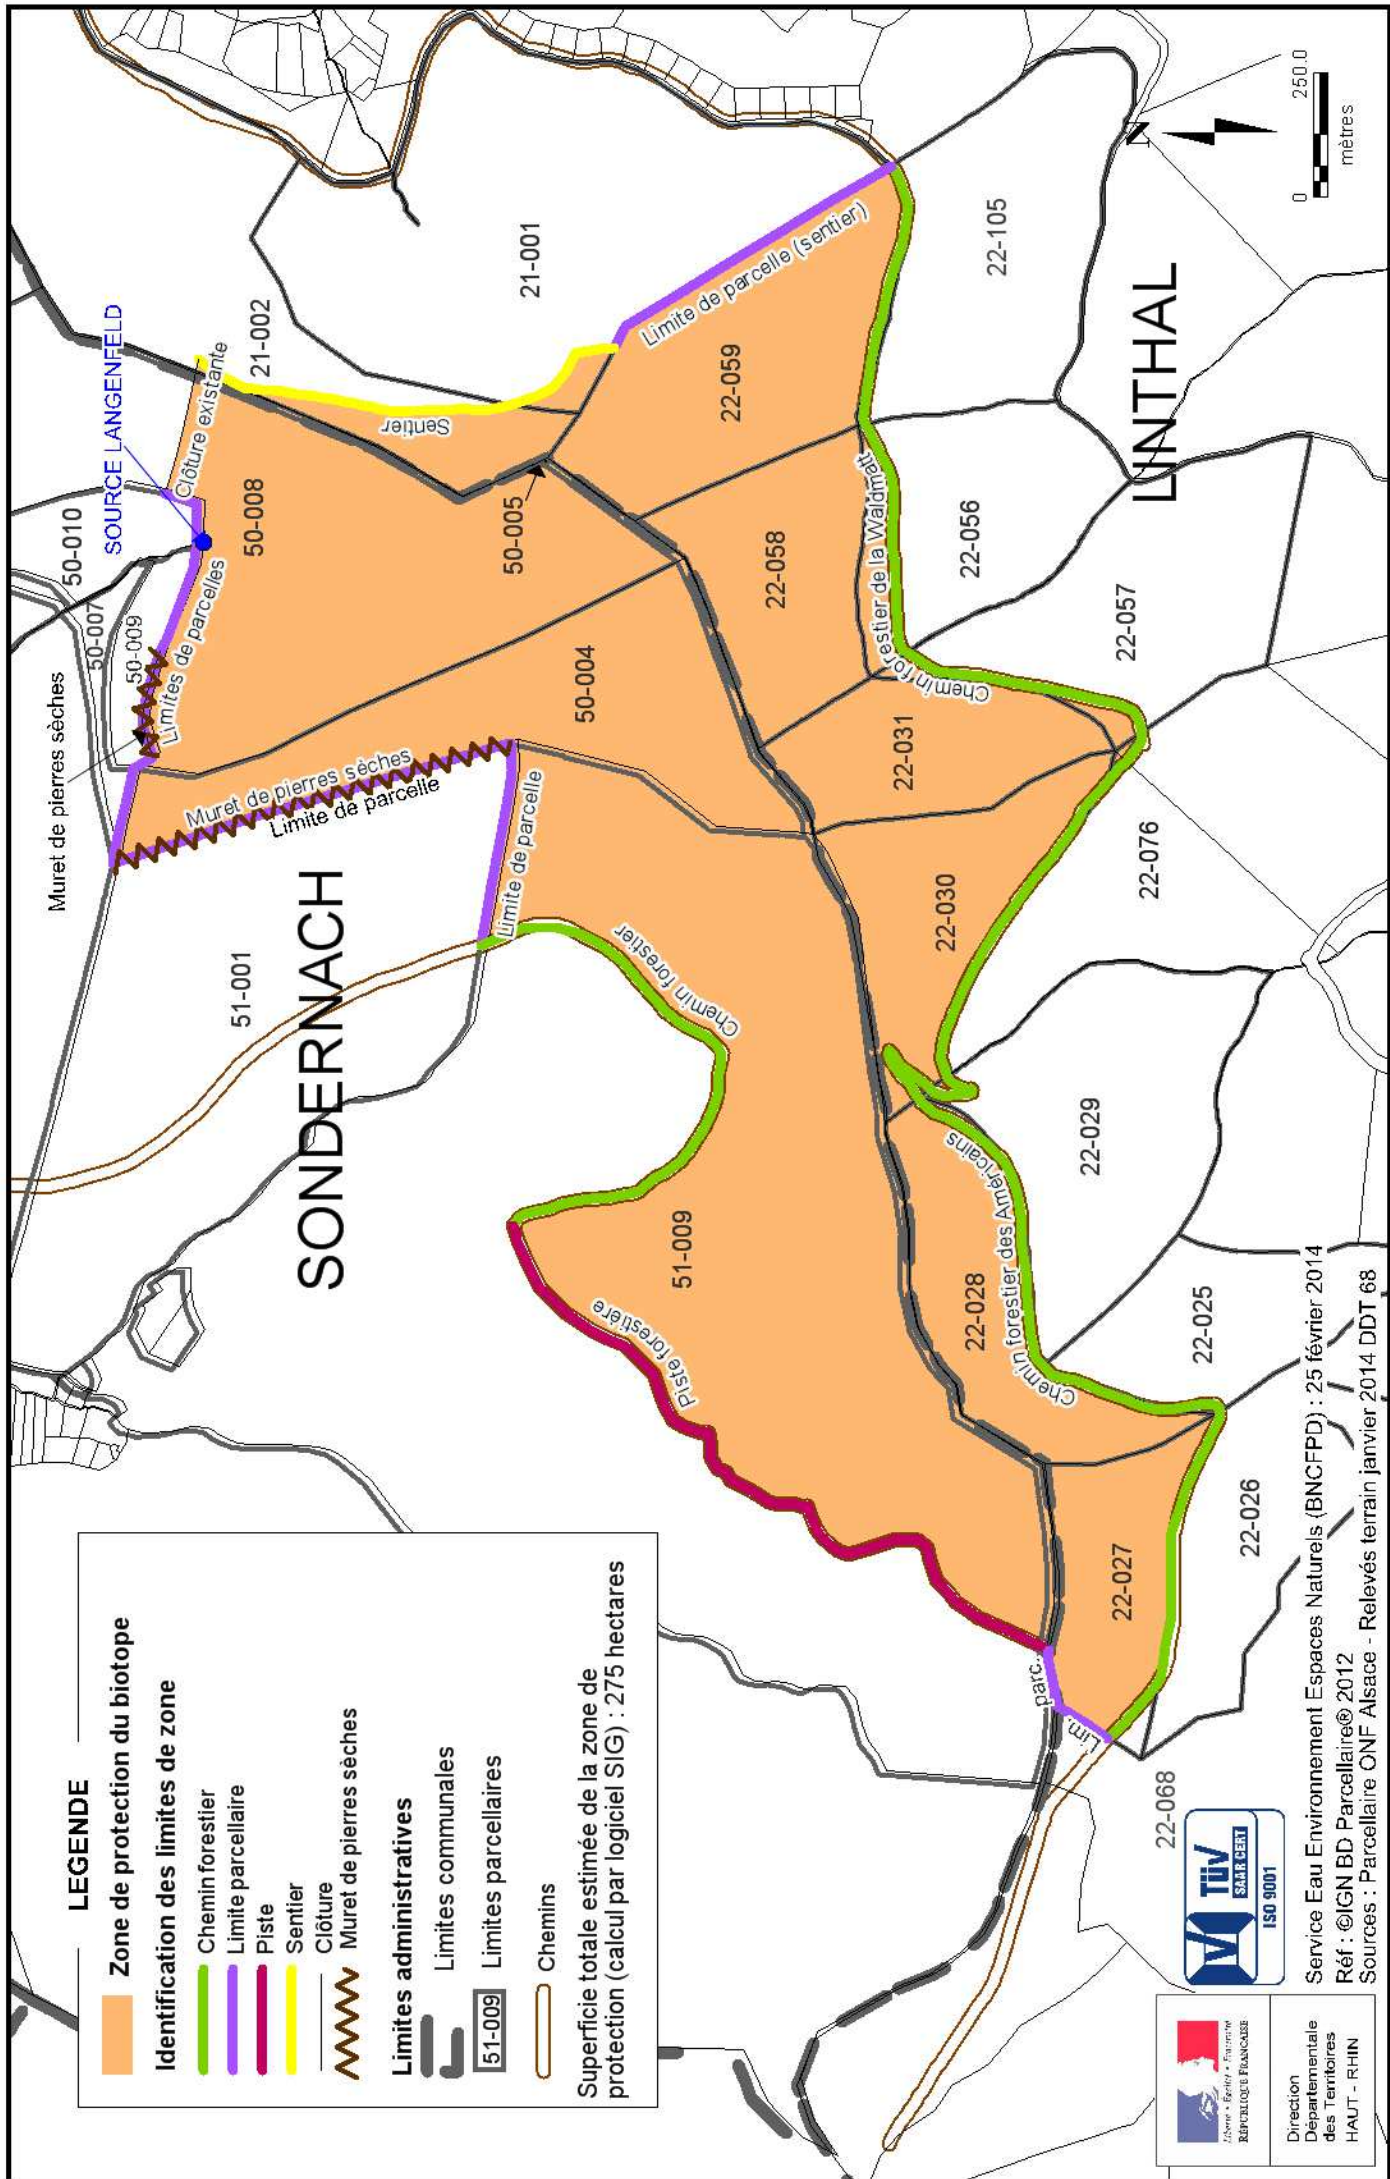 LEGENDE
Zone de protection du biotope
Identification des limites de zone
Chemin forestier
Limite parcellaire
Piste
Sentier
Clôture
Muret de pierres sèches
Limites administratives
Limites communales
51-009
Limites parcellaires
Chemins
Superficie totale estimée de la zone de
protection (calcul par logiciel SIG) : 275 hectares
SONDERNACH
LINTHAL
Muret de pierres sèches
SOURCE LANGENFELD
50-007
50-010
50-009
Limites de parcelles
Clôture existante
21-002
50-008
21-001
Sentier
Muret de pierres sèches
Limite de parcelle
51-001
Limite de parcelle
50-004
50-005
Limite de parcelle (sentier)
22-059
22-058
Chemin forestier
Chemin forestier de la Waldmatt
22-105
22-031
22-056
22-030
22-057
22-076
51-009
Piste forestière
22-028
Chemin forestier des Américains
22-029
22-025
22-027
22-026
Lim. parc.
22-068
N
0 250.0
mètres
TÜV
SAAR CERT
ISO 9001
Liberté • Égalité • Fraternité
RÉPUBLIQUE FRANÇAISE
Direction
Départementale
des Territoires
HAUT - RHIN
Service Eau Environnement Espaces Naturels (BNCFPD) : 25 février 2014
Réf : ©IGN BD Parcellaire® 2012
Sources : Parcellaire ONF Alsace - Relevés terrain janvier 2014 DDT 68